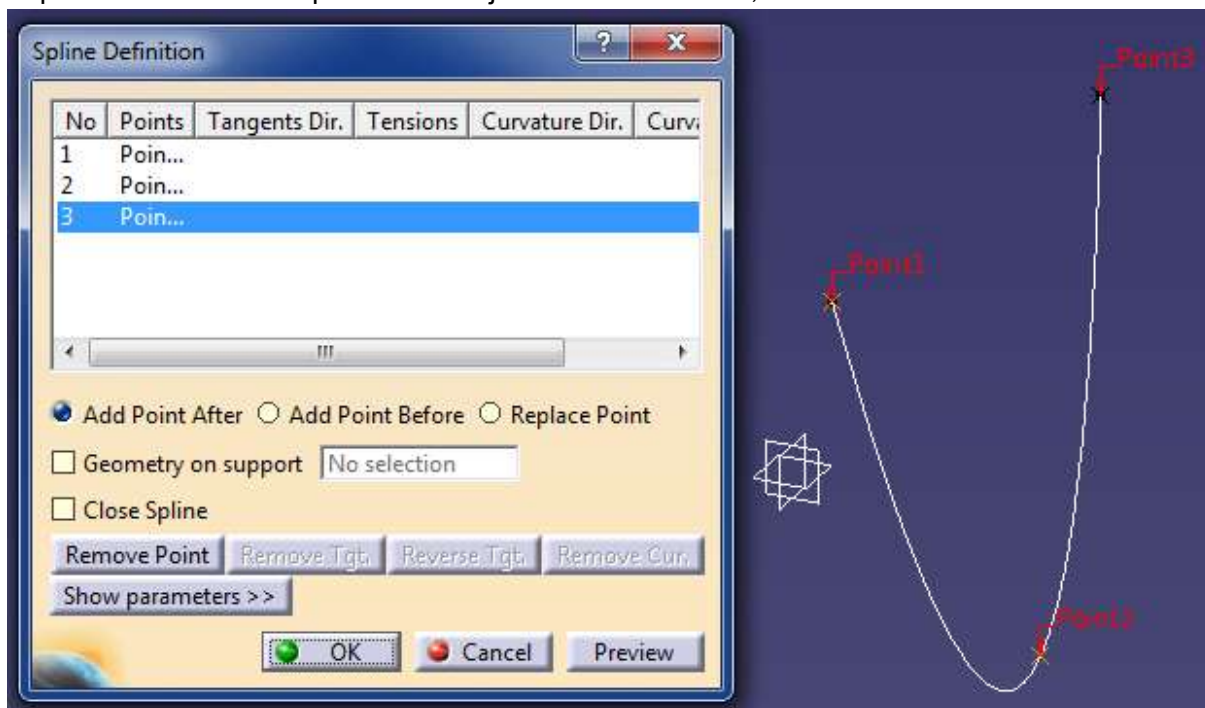 Spline Definition
? X
No Points Tangents Dir. Tensions Curvature Dir. Curva
1 Poin...
2 Poin...
3 Poin...
Add Point After Add Point Before Replace Point
Geometry on support No selection
Close Spline
Remove Point Remove Tgt. Reverse Tgt. Remove Cur.
Show parameters >>
OK Cancel Preview
Point3
Point1
Point2